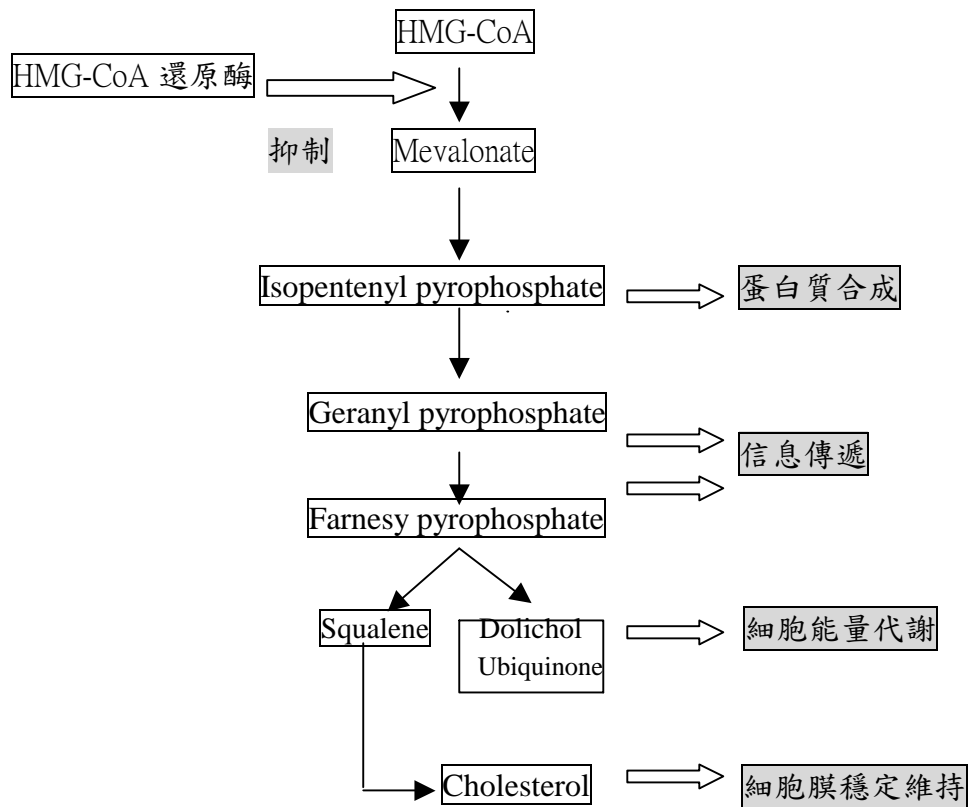 HMG-CoA
HMG-CoA 還原酶
抑制
Mevalonate
Isopentenyl pyrophosphate
蛋白質合成
Geranyl pyrophosphate
信息傳遞
Farnesy pyrophosphate
Squalene
Dolichol
Ubiquinone
細胞能量代謝
Cholesterol
細胞膜穩定維持